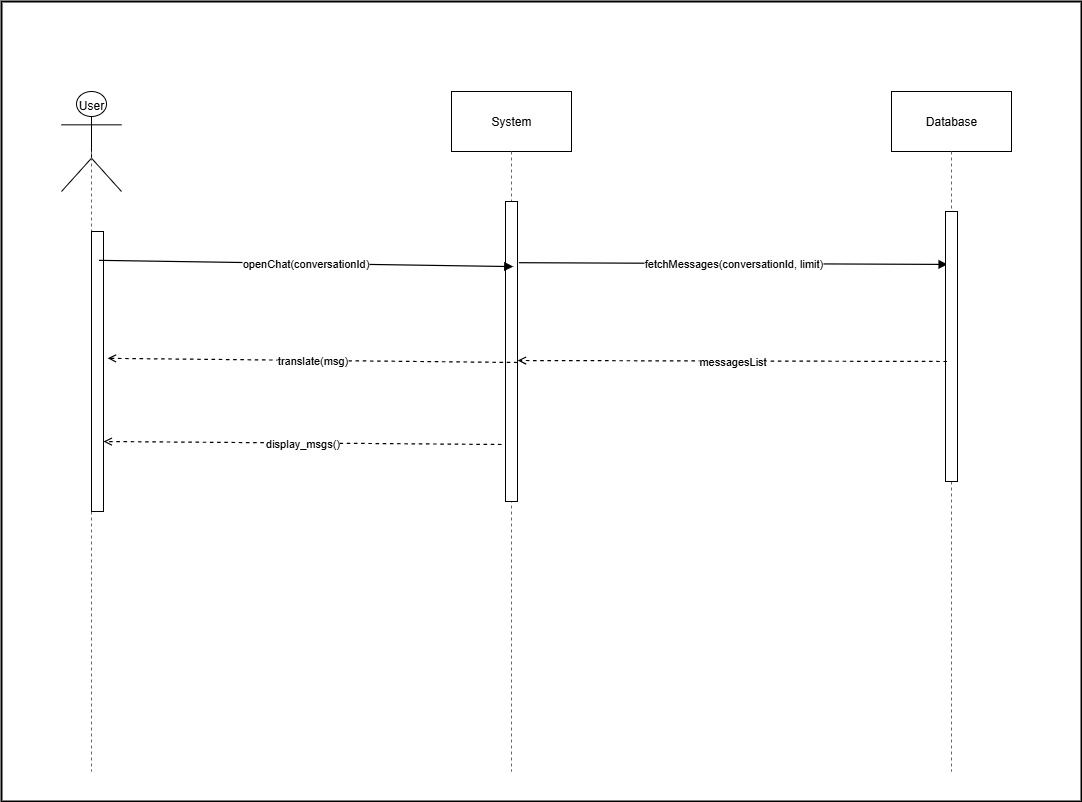 User
System
Database
openChat(conversationId)
fetchMessages(conversationId, limit)
translate(msg)
messagesList
display_msgs()